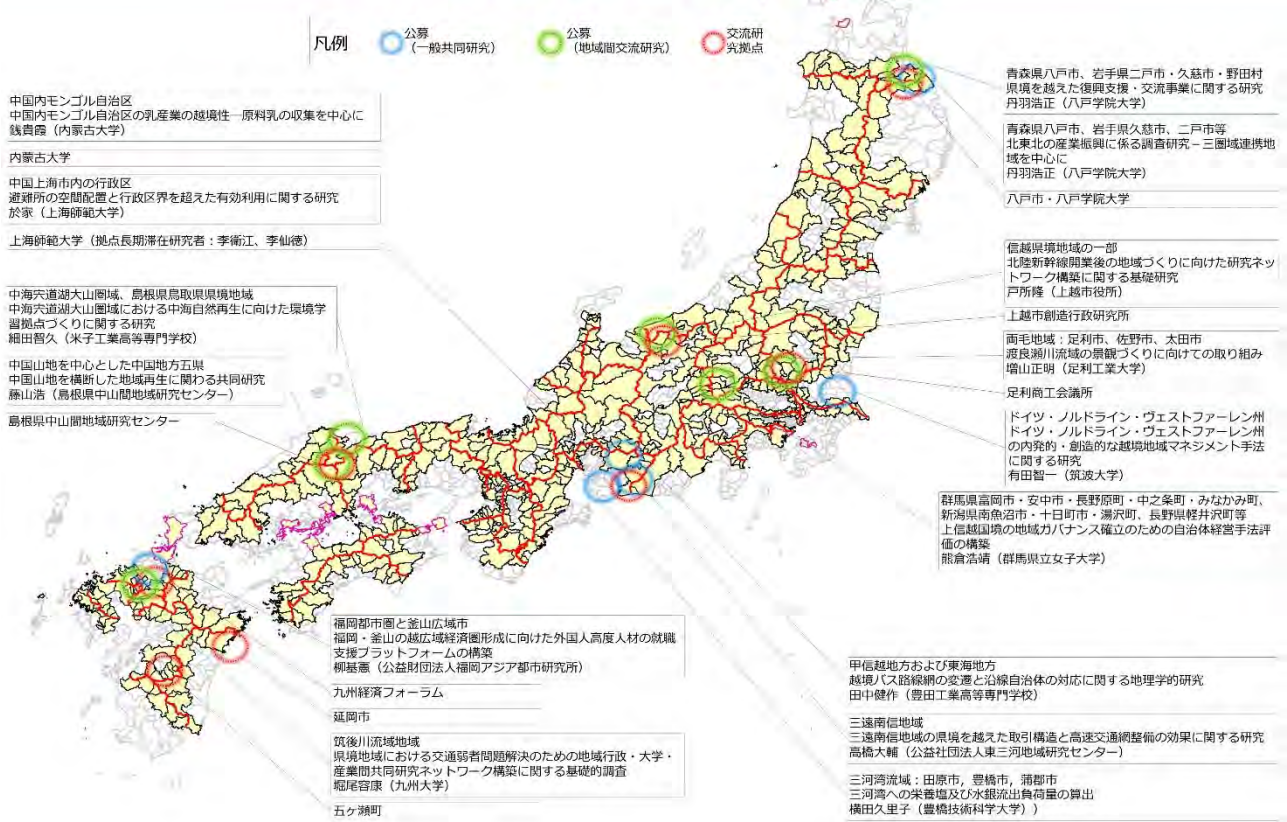 凡例
公募
（一般共同研究）
公募
（地域間交流研究）
交流研
究拠点
中国内モンゴル自治区
中国内モンゴル自治区の乳産業の越境性―原料乳の収集を中心に
銭貴霞（内蒙古大学）
内蒙古大学
中国上海市内の行政区
避難所の空間配置と行政区界を超えた有効利用に関する研究
於家（上海師範大学）
上海師範大学（拠点長期滞在研究者：李衛江、李仙徳）
中海宍道湖大山圏域、島根県鳥取県県境地域
中海宍道湖大山圏域における中海自然再生に向けた環境学
習拠点づくりに関する研究
細田智久（米子工業高等専門学校）
中国山地を中心とした中国地方五県
中国山地を横断した地域再生に関わる共同研究
藤山浩（島根県中山間地域研究センター）
島根県中山間地域研究センター
青森県八戸市、岩手県二戸市・久慈市・野田村
県境を越えた復興支援・交流事業に関する研究
丹羽浩正（八戸学院大学）
青森県八戸市、岩手県久慈市、二戸市等
北東北の産業振興に係る調査研究－三圏域連携地
域を中心に
丹羽浩正（八戸学院大学）
八戸市・八戸学院大学
信越県境地域の一部
北陸新幹線開業後の地域づくりに向けた研究ネッ
トワーク構築に関する基礎研究
戸所隆（上越市役所）
上越市創造行政研究所
両毛地域：足利市、佐野市、太田市
渡良瀬川流域の景観づくりに向けての取り組み
増山正明（足利工業大学）
足利商工会議所
ドイツ・ノルドライン・ヴェストファーレン州
ドイツ・ノルドライン・ヴェストファーレン州
の内発的・創造的な越境地域マネジメント手法
に関する研究
有田智一（筑波大学）
群馬県富岡市・安中市・長野原町・中之条町・みなかみ町、
新潟県南魚沼市・十日町市・湯沢町、長野県軽井沢町等
上信越国境の地域ガバナンス確立のための自治体経営手法評
価の構築
熊倉浩靖（群馬県立女子大学）
福岡都市圏と釜山広域市
福岡・釜山の越広域経済圏形成に向けた外国人高度人材の就職
支援プラットフォームの構築
柳基憲（公益財団法人福岡アジア都市研究所）
九州経済フォーラム
延岡市
筑後川流域地域
県境地域における交通弱者問題解決のための地域行政・大学・
産業間共同研究ネットワーク構築に関する基礎的調査
堀尾容康（九州大学）
五ヶ瀬町
甲信越地方および東海地方
越境バス路線網の変遷と沿線自治体の対応に関する地理学的研究
田中健作（豊田工業高等専門学校）
三遠南信地域
三遠南信地域の県境を越えた取引構造と高速交通網整備の効果に関する研究
高橋大輔（公益社団法人東三河地域研究センター）
三河湾流域：田原市，豊橋市，蒲郡市
三河湾への栄養塩及び水銀流出負荷量の算出
横田久里子（豊橋技術科学大学））